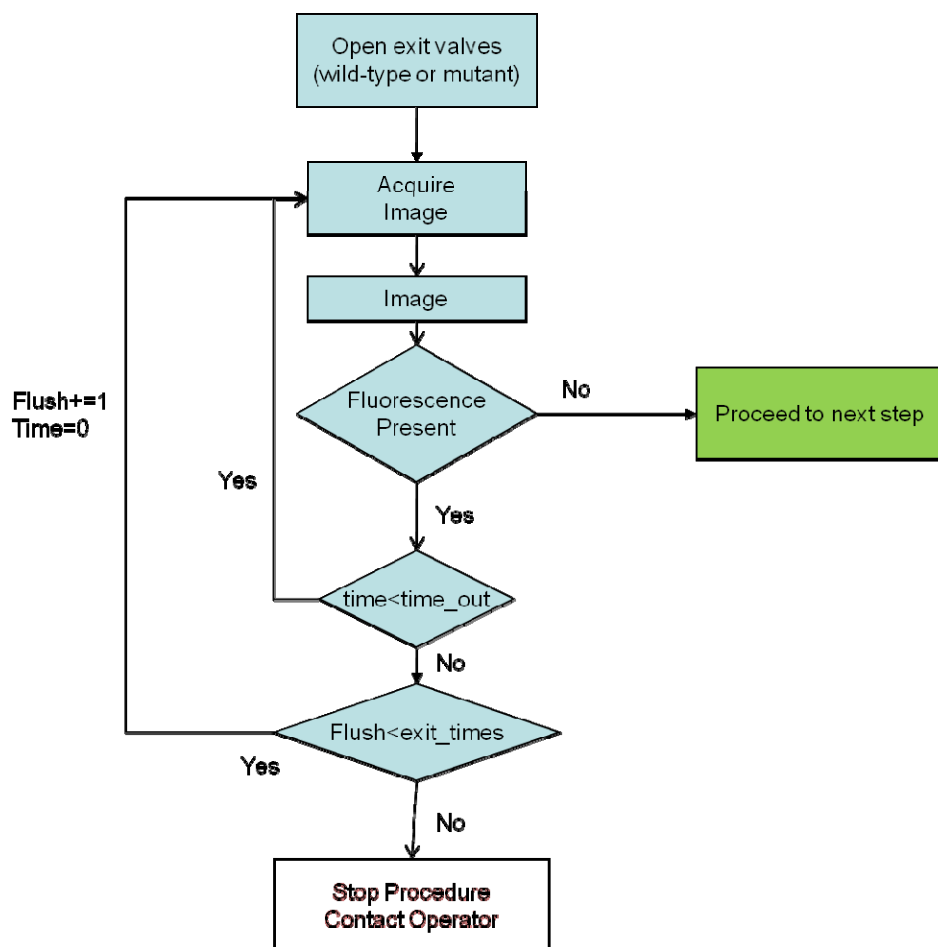 Open exit valves
(wild-type or mutant)
Acquire
Image
Image
Fluorescence
Present
No
Proceed to next step
Flush+=1
Time=0
Yes
Yes
time<time_out
No
Flush<exit_times
Yes
No
Stop Procedure
Contact Operator